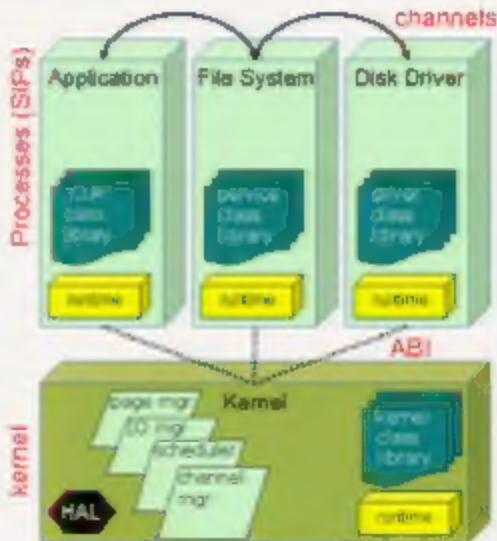 channels
Processes (SIPs)
Application
File System
Disk Driver
class
library
service
class
library
driver
class
library
runtime
runtime
runtime
ABI
kernel
Kernel
page mgr
IO mgr
scheduler
channel
mgr
kernel
class
library
HAL
runtime